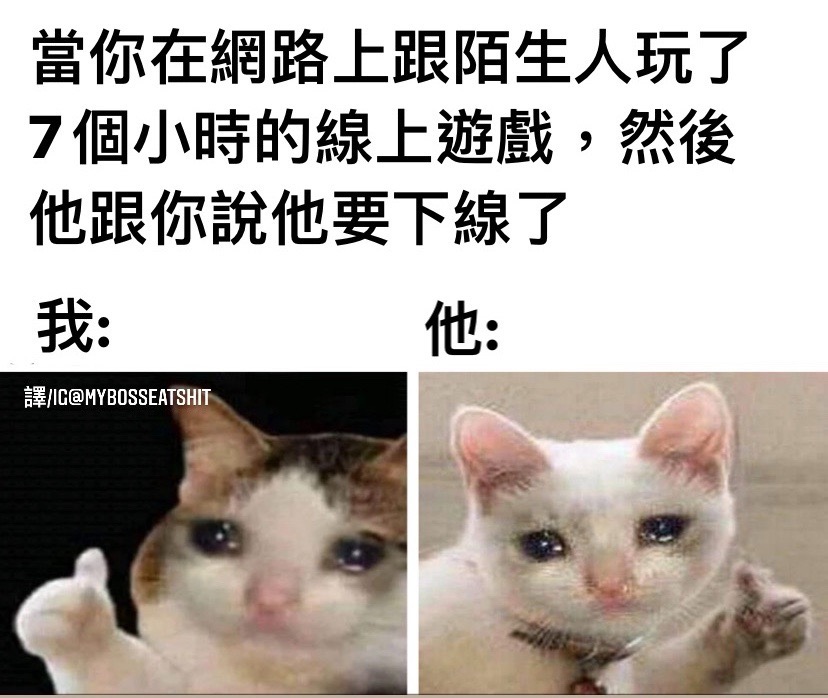 當你在網路上跟陌生人玩了
7個小時的線上遊戲，然後
他跟你說他要下線了
我:
他:
譯/IG@MYBOSSEATSHIT